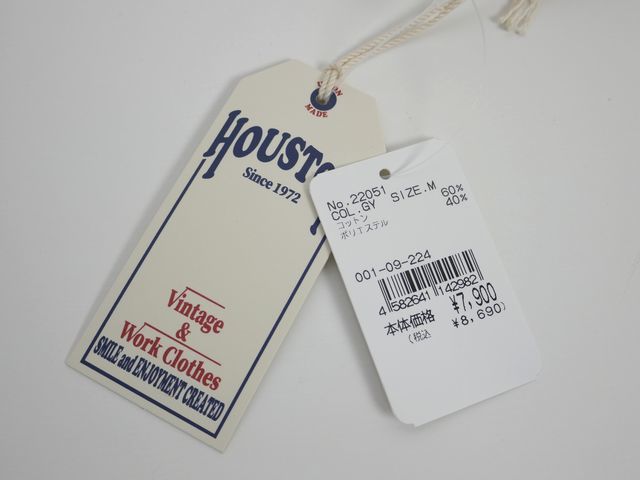 MADE
HOUSTO
Since 1972
Vintage
&
Work Clothes
SMILE and ENJOYMENT CREATED
No.22051
COL.GY SIZE.M
コットン 60%
ポリエステル 40%
001-09-224
4 582641 142982
本体価格 ¥7,900
(税込 ¥8,690)